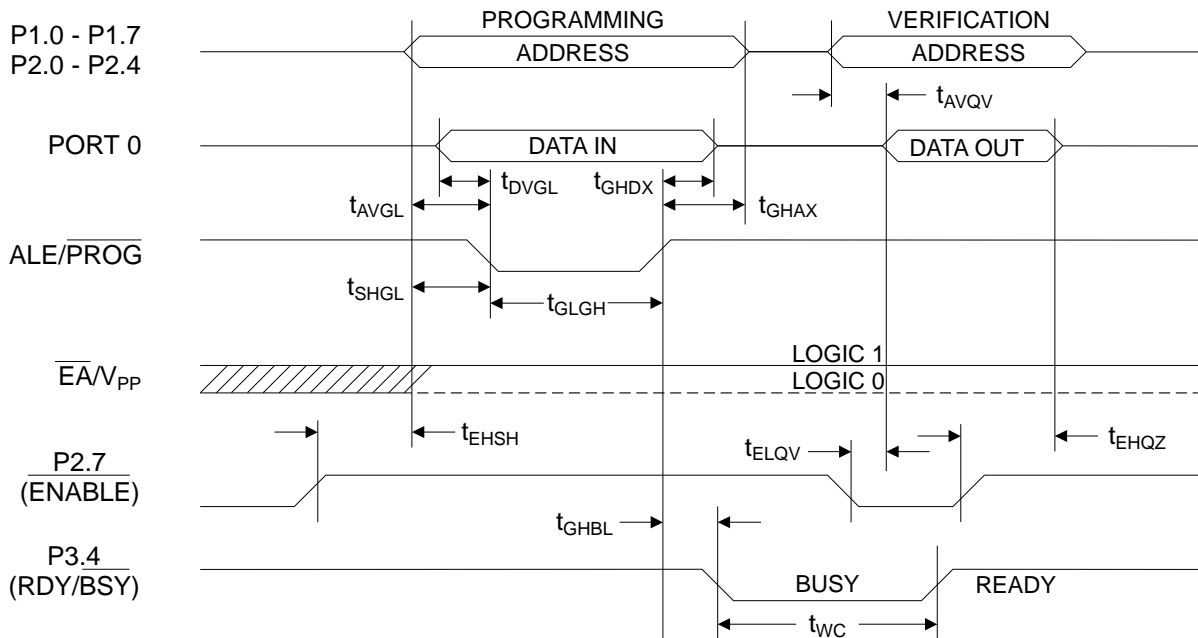 PROGRAMMING
VERIFICATION
P1.0 - P1.7
P2.0 - P2.4
ADDRESS
ADDRESS
tAVQV
PORT 0
DATA IN
DATA OUT
tDVGL
tGHDX
tAVGL
tGHAX
ALE/PROG
tSHGL
tGLGH
LOGIC 1
EA/VPP
LOGIC 0
tEHSH
tELQV
tEHQZ
P2.7
(ENABLE)
tGHBL
P3.4
(RDY/BSY)
BUSY
READY
tWC